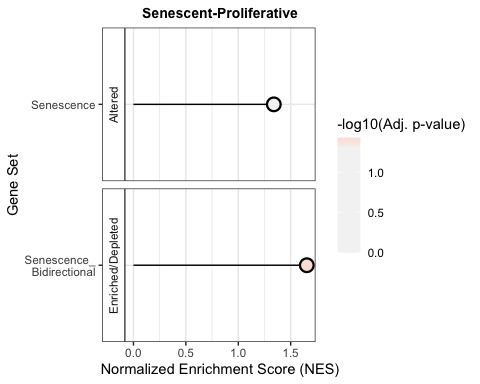 Senescent-Proliferative
Gene Set
Senescence
Altered
Senescence_
Bidirectional
Enriched/Depleted
0.0 0.5 1.0 1.5
Normalized Enrichment Score (NES)
-log10(Adj. p-value)
1.0
0.5
0.0